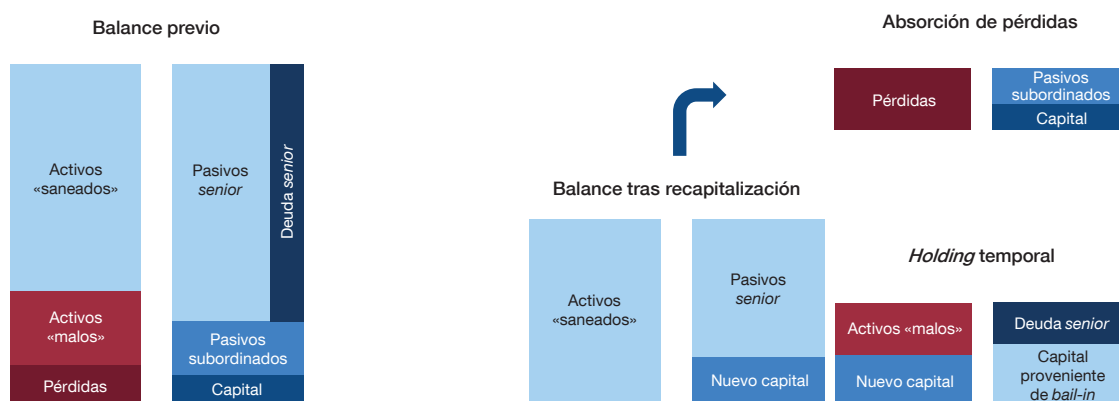 Balance previo
Activos
«saneados»
Activos
«malos»
Pérdidas
Pasivos
senior
Deuda senior
Pasivos
subordinados
Capital
Absorción de pérdidas
Pérdidas
Pasivos
subordinados
Capital
Balance tras recapitalización
Activos
«saneados»
Pasivos
senior
Nuevo capital
Holding temporal
Activos «malos»
Nuevo capital
Deuda senior
Capital
proveniente
de bail-in